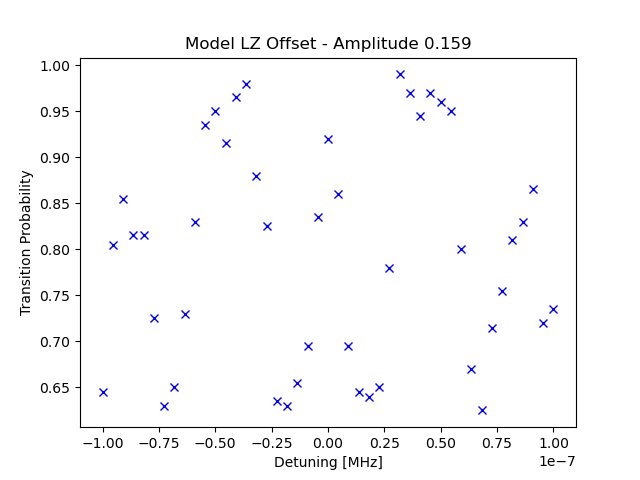 Model LZ Offset - Amplitude 0.159
1.00
0.95
0.90
0.85
0.80
0.75
0.70
0.65
Transition Probability
−1.00 −0.75 −0.50 −0.25 0.00 0.25 0.50 0.75 1.00
1e−7
Detuning [MHz]